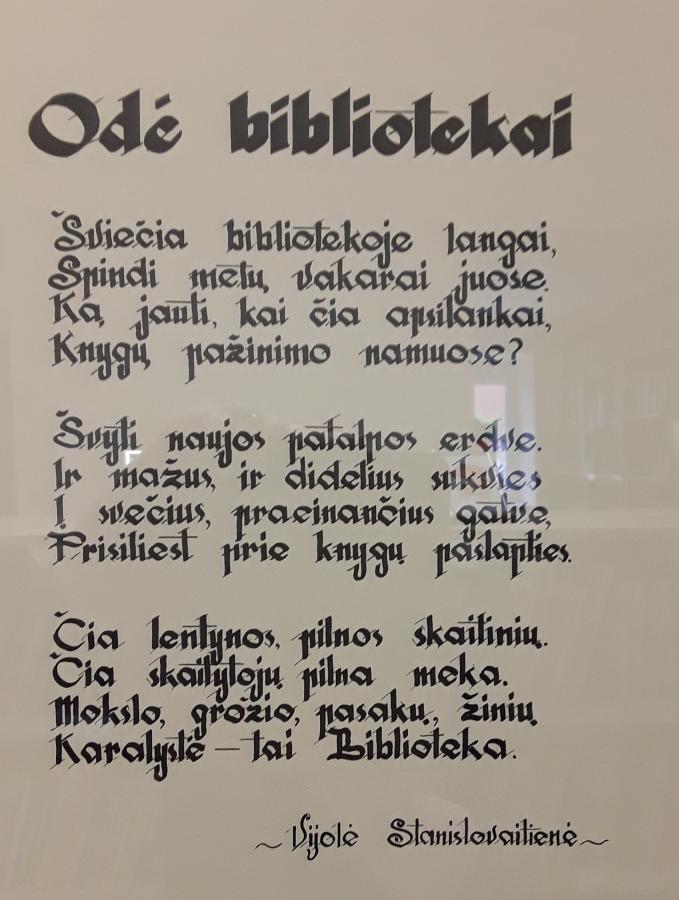 Odė bibliotekai
Šviečia bibliotekoje langai,
Spindi metų vakarai juose.
Ką jauti, kai čia apsilankai,
Knygų pažinimo namuose?
Švyti naujos patalpos erdve.
Ir mažus, ir didelius sukvies
Į svečius, praeinančius gatve,
Prisiliest prie knygų paslapties.
Čia lentynos, pilnos skaitinių.
Čia skaitytojų pilna meka.
Mokslo, grožio, pasakų, žinių
Karalystė – tai Biblioteka.
~ Vijolė Stanislovaitienė ~